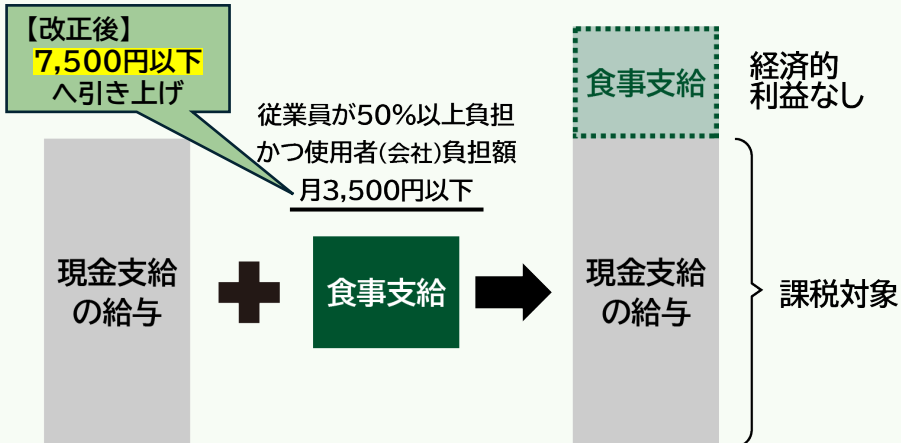 【改正後】
7,500円以下
へ引き上げ
従業員が50%以上負担
かつ使用者(会社)負担額
月3,500円以下
現金支給
の給与
食事支給
食事支給
経済的
利益なし
現金支給
の給与
課税対象